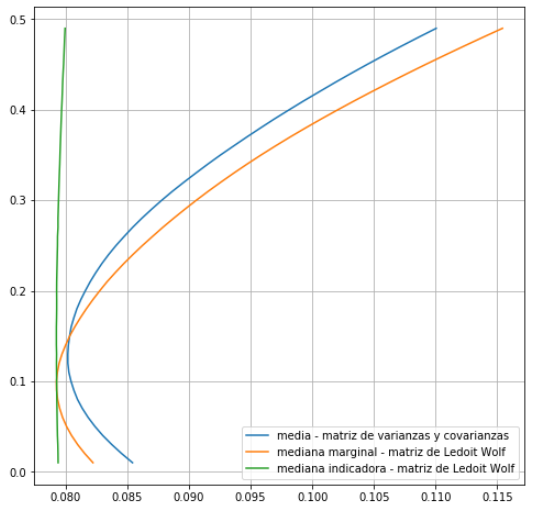 0.5
0.4
0.3
0.2
0.1
0.0
media - matriz de varianzas y covarianzas
mediana marginal - matriz de Ledoit Wolf
mediana indicadora - matriz de Ledoit Wolf
0.080 0.085 0.090 0.095 0.100 0.105 0.110 0.115